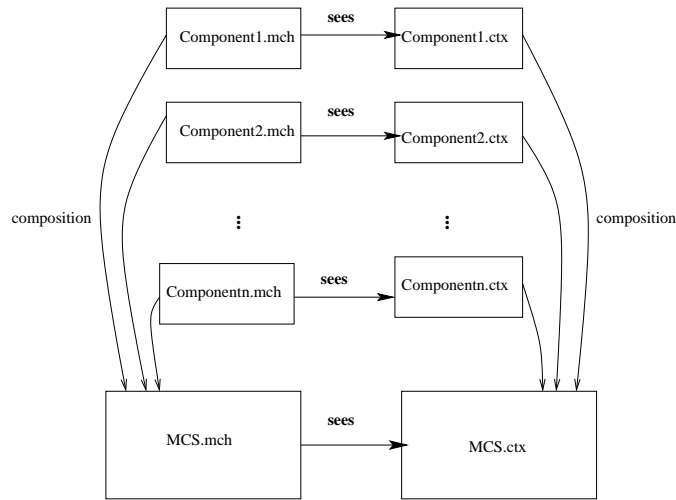 sees
Component1.mch
Component1.ctx
sees
Component2.mch
Component2.ctx
composition
composition
sees
Componentn.mch
Componentn.ctx
sees
MCS.mch
MCS.ctx